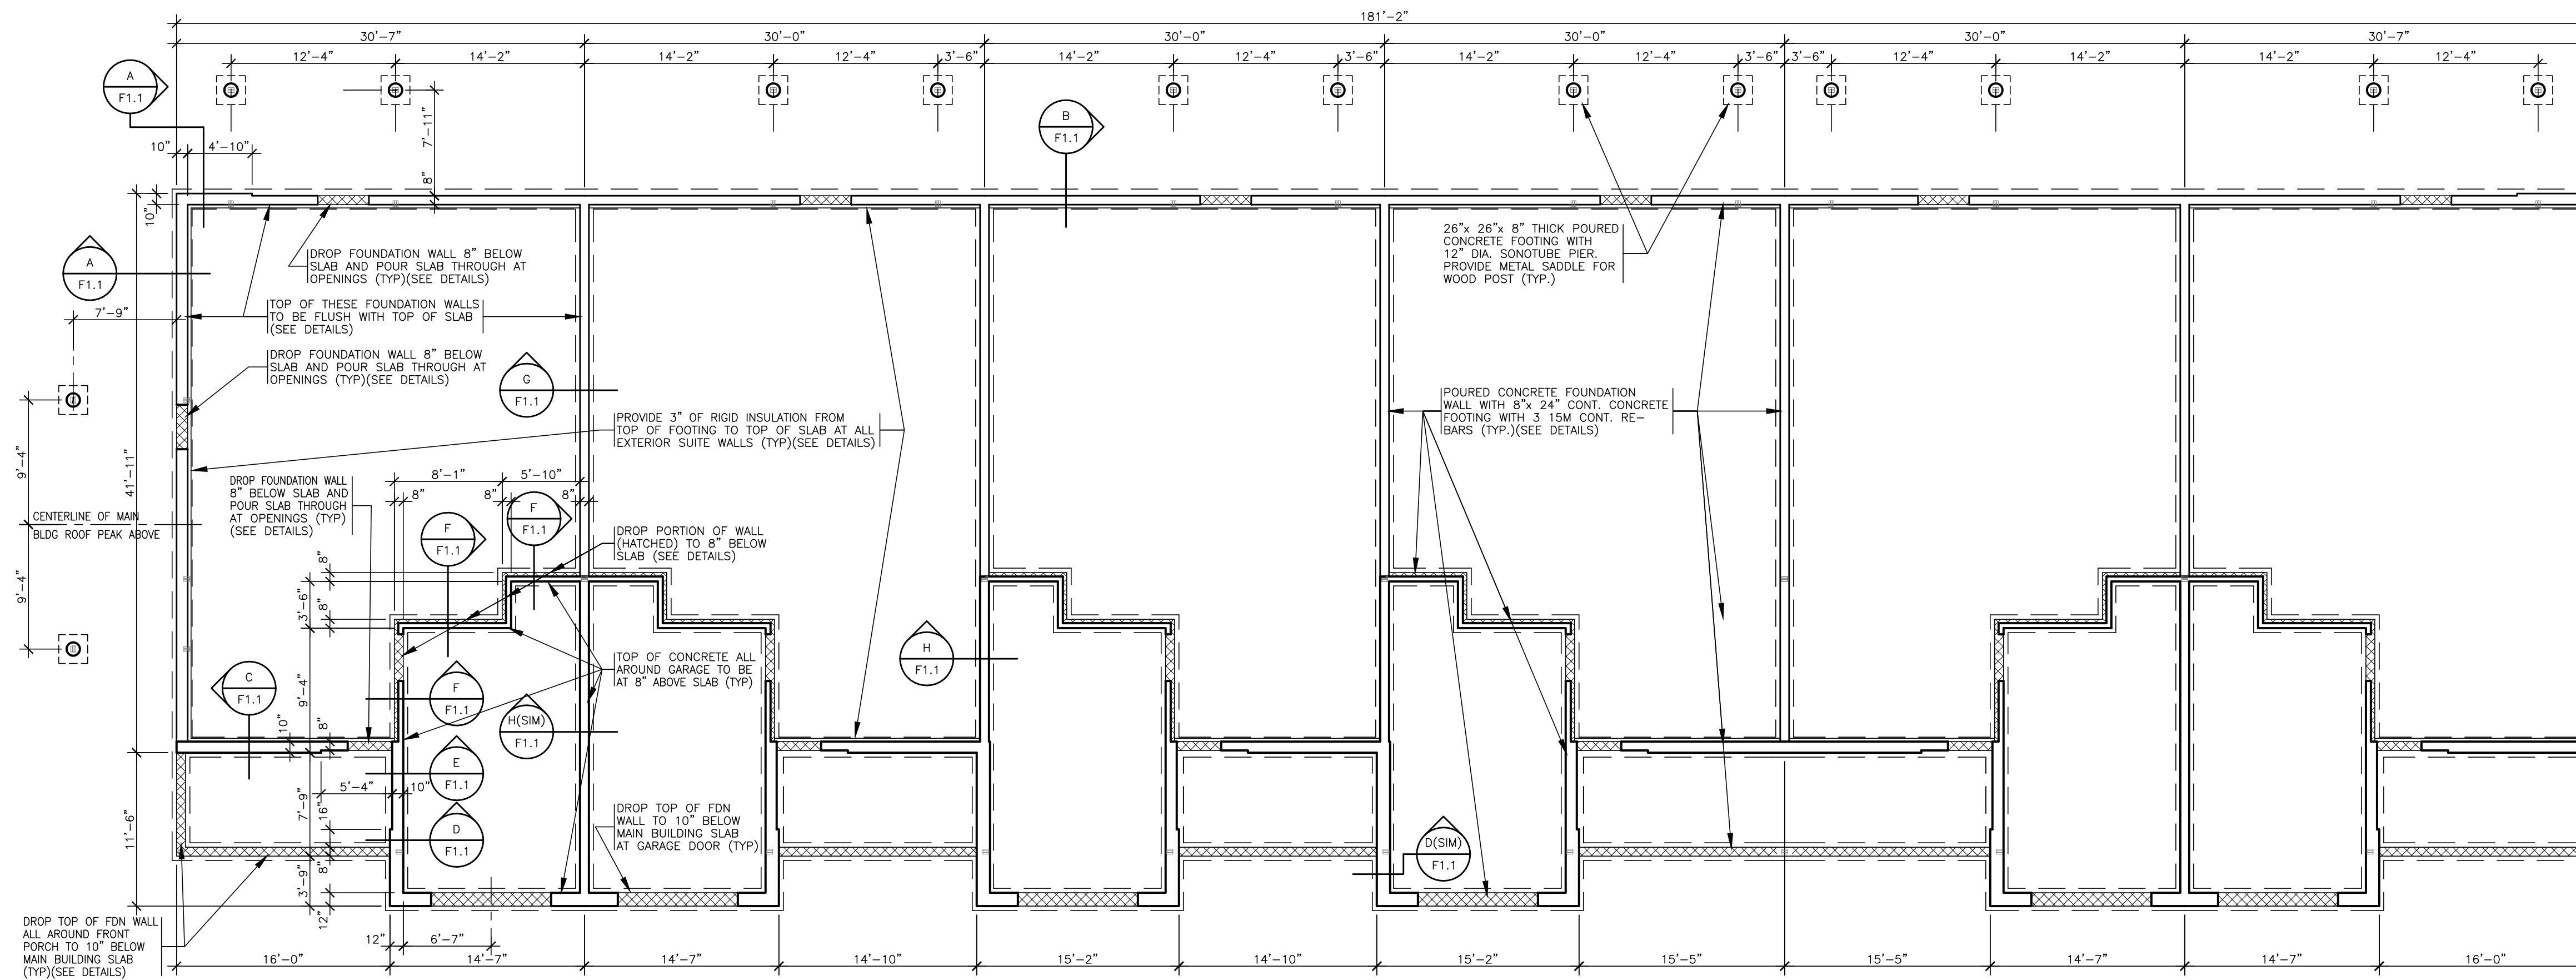 181'-2"
30'-7"
30'-0"
30'-0"
30'-0"
30'-0"
30'-7"
12'-4"
14'-2"
14'-2"
12'-4"
3'-6"
14'-2"
12'-4"
3'-6"
14'-2"
12'-4"
3'-6"
3'-6"
12'-4"
14'-2"
14'-2"
12'-4"
A
F1.1
B
F1.1
7'-11"
8"
10"
4'-10"
10"
A
F1.1
DROP FOUNDATION WALL 8" BELOW
SLAB AND POUR SLAB THROUGH AT
OPENINGS (TYP)(SEE DETAILS)
26"x 26"x 8" THICK POURED
CONCRETE FOOTING WITH
12" DIA. SONOTUBE PIER.
PROVIDE METAL SADDLE FOR
WOOD POST (TYP.)
TOP OF THESE FOUNDATION WALLS
TO BE FLUSH WITH TOP OF SLAB
(SEE DETAILS)
7'-9"
DROP FOUNDATION WALL 8" BELOW
SLAB AND POUR SLAB THROUGH AT
OPENINGS (TYP)(SEE DETAILS)
G
F1.1
PROVIDE 3" OF RIGID INSULATION FROM
TOP OF FOOTING TO TOP OF SLAB AT ALL
EXTERIOR SUITE WALLS (TYP)(SEE DETAILS)
POURED CONCRETE FOUNDATION
WALL WITH 8"x 24" CONT. CONCRETE
FOOTING WITH 3 15M CONT. RE-
BARS (TYP.)(SEE DETAILS)
9'-4"
41'-11"
DROP FOUNDATION WALL
8" BELOW SLAB AND
POUR SLAB THROUGH
AT OPENINGS (TYP)
(SEE DETAILS)
8'-1"
5'-10"
8"
8"
8"
CENTERLINE OF MAIN
BLDG ROOF PEAK ABOVE
F
F1.1
F
F1.1
DROP PORTION OF WALL
(HATCHED) TO 8" BELOW
SLAB (SEE DETAILS)
9'-4"
8"
3'-6"
8"
H
F1.1
TOP OF CONCRETE ALL
AROUND GARAGE TO BE
AT 8" ABOVE SLAB (TYP)
C
F1.1
9'-4"
F
F1.1
H(SIM)
F1.1
10"
8"
E
F1.1
5'-4"
10"
7'-9"
16"
11'-6"
D
F1.1
DROP TOP OF FDN
WALL TO 10" BELOW
MAIN BUILDING SLAB
AT GARAGE DOOR (TYP)
D(SIM)
F1.1
8"
3'-9"
12"
DROP TOP OF FDN WALL
ALL AROUND FRONT
PORCH TO 10" BELOW
MAIN BUILDING SLAB
(TYP)(SEE DETAILS)
12"
6'-7"
16'-0"
14'-7"
14'-7"
14'-10"
15'-2"
14'-10"
15'-2"
15'-5"
15'-5"
14'-7"
14'-7"
16'-0"